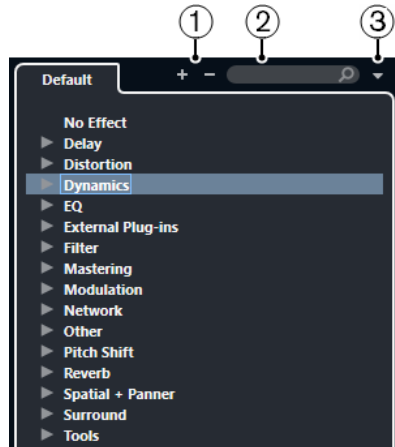 1 2 3
Default + −
No Effect
Delay
Distortion
Dynamics
EQ
External Plug-ins
Filter
Mastering
Modulation
Network
Other
Pitch Shift
Reverb
Spatial + Panner
Surround
Tools